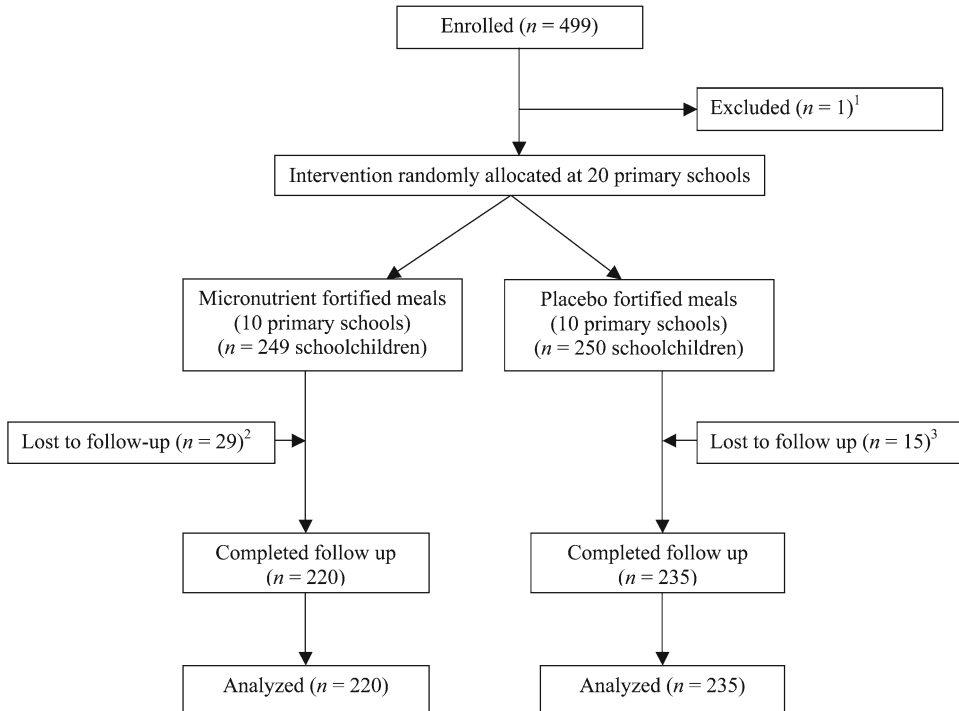 Enrolled (n = 499)
Excluded (n = 1)1
Intervention randomly allocated at 20 primary schools
Micronutrient fortified meals
(10 primary schools)
(n = 249 schoolchildren)
Placebo fortified meals
(10 primary schools)
(n = 250 schoolchildren)
Lost to follow-up (n = 29)2
Lost to follow up (n = 15)3
Completed follow up
(n = 220)
Completed follow up
(n = 235)
Analyzed (n = 220)
Analyzed (n = 235)